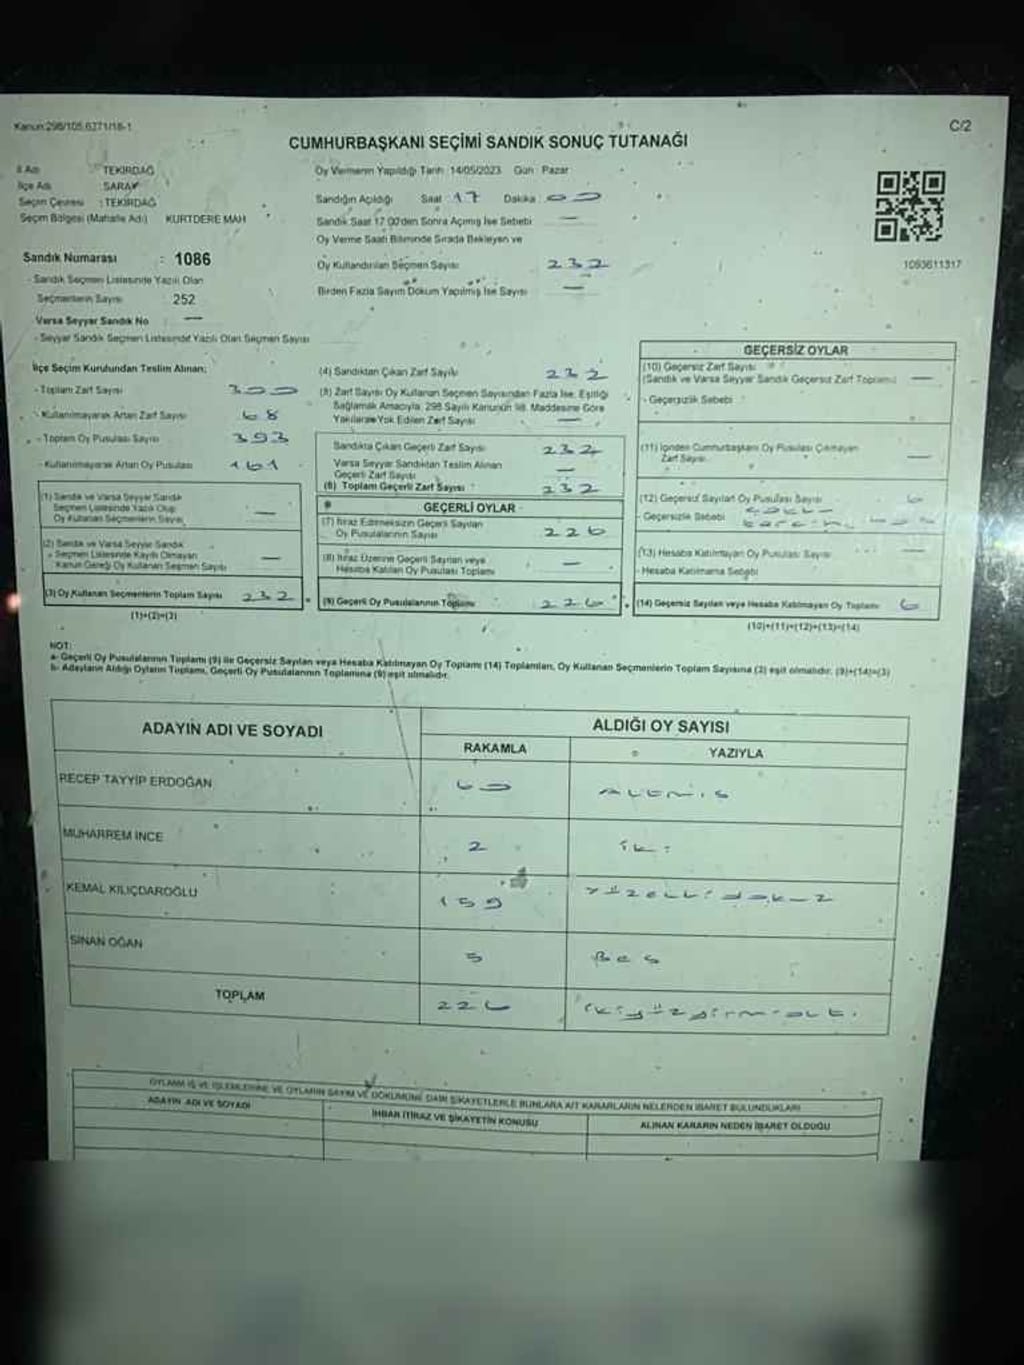 Kanun:298/105,6271/18-1
C/2
CUMHURBAŞKANI SEÇİMİ SANDIK SONUÇ TUTANAĞI
İl Adı : TEKİRDAĞ
İlçe Adı : SARAY
Seçim Çevresi : TEKİRDAĞ
Seçim Bölgesi (Mahalle Adı) KURTDERE MAH
Sandık Numarası : 1086
- Sandık Seçmen Listesinde Yazılı Olan
Seçmenlerin Sayısı 252
Varsa Seyyar Sandık No —
- Seyyar Sandık Seçmen Listesinde Yazılı Olan Seçmen Sayısı
Oy Vermenin Yapıldığı Tarih 14/05/2023 Gün Pazar
Sandığın Açıldığı Saat 17 Dakika 00
Sandık Saat 17:00'den Sonra Açılmış İse Sebebi —
Oy Verme Saati Bitiminde Sırada Bekleyen ve
Oy Kullandırılan Seçmen Sayısı 232
Birden Fazla Sayım Döküm Yapılmış İse Sayısı —
1093611317
İlçe Seçim Kurulundan Teslim Alınan;
- Toplam Zarf Sayısı 300
- Kullanılmayarak Artan Zarf Sayısı 68
- Toplam Oy Pusulası Sayısı 393
- Kullanılmayarak Artan Oy Pusulası 161
(1) Sandık ve Varsa Seyyar Sandık
Seçmen Listesinde Yazılı Olup
Oy Kullanan Seçmenlerin Sayısı —
(2) Sandık ve Varsa Seyyar Sandık
Seçmen Listesinde Kayıtlı Olmayan
Kanun Gereği Oy Kullanan Seçmen Sayısı —
(3) Oy Kullanan Seçmenlerin Toplam Sayısı 232
(1)+(2)=(3)
(4) Sandıktan Çıkan Zarf Sayısı 232
(5) Zarf Sayısı Oy Kullanan Seçmen Sayısından Fazla İse, Eşitliği
Sağlamak Amacıyla, 298 Sayılı Kanunun 98. Maddesine Göre
Yakılarak Yok Edilen Zarf Sayısı —
Sandıkta Çıkan Geçerli Zarf Sayısı 232
Varsa Seyyar Sandıktan Teslim Alınan
Geçerli Zarf Sayısı —
(6) Toplam Geçerli Zarf Sayısı 232
GEÇERLİ OYLAR
(7) İtiraz Edilmeksizin Geçerli Sayılan
Oy Pusulalarının Sayısı 226
(8) İtiraz Üzerine Geçerli Sayılan veya
Hesaba Katılan Oy Pusulası Toplamı —
(9) Geçerli Oy Pusulalarının Toplamı 226
GEÇERSİZ OYLAR
(10) Geçersiz Zarf Sayısı
(Sandık ve Varsa Seyyar Sandık Geçersiz Zarf Toplamı) —
- Geçersizlik Sebebi
(11) İçinden Cumhurbaşkanı Oy Pusulası Çıkmayan
Zarf Sayısı —
(12) Geçersiz Sayılan Oy Pusulası Sayısı 6
- Geçersizlik Sebebi
(13) Hesaba Katılmayan Oy Pusulası Sayısı —
- Hesaba Katılmama Sebebi
(14) Geçersiz Sayılan veya Hesaba Katılmayan Oy Toplamı 6
(10)+(11)+(12)+(13)=(14)
NOT:
a- Geçerli Oy Pusulalarının Toplamı (9) ile Geçersiz Sayılan veya Hesaba Katılmayan Oy Toplamı (14) Toplamları, Oy Kullanan Seçmenlerin Toplam Sayısına (3) eşit olmalıdır. (9)+(14)=(3)
b- Adayların Aldığı Oyların Toplamı, Geçerli Oy Pusulalarının Toplamına (9) eşit olmalıdır.
ADAYIN ADI VE SOYADI ALDIĞI OY SAYISI
RAKAMLA YAZIYLA
RECEP TAYYİP ERDOĞAN 60 ALTMIŞ
MUHARREM İNCE 2 iki
KEMAL KILIÇDAROĞLU 159 yüzellidokuz
SİNAN OĞAN 5 Beş
TOPLAM 226 ikiyüzyirmialtı
OYLAMA İŞ VE İŞLEMLERİNE VE OYLARIN SAYIM VE DÖKÜMÜNE DAİR ŞİKAYETLERLE BUNLARA AİT KARARLARIN NELERDEN İBARET BULUNDUKLARI
ADAYIN ADI VE SOYADI İHBAR İTİRAZ VE ŞİKAYETİN KONUSU ALINAN KARARIN NEDEN İBARET OLDUĞU